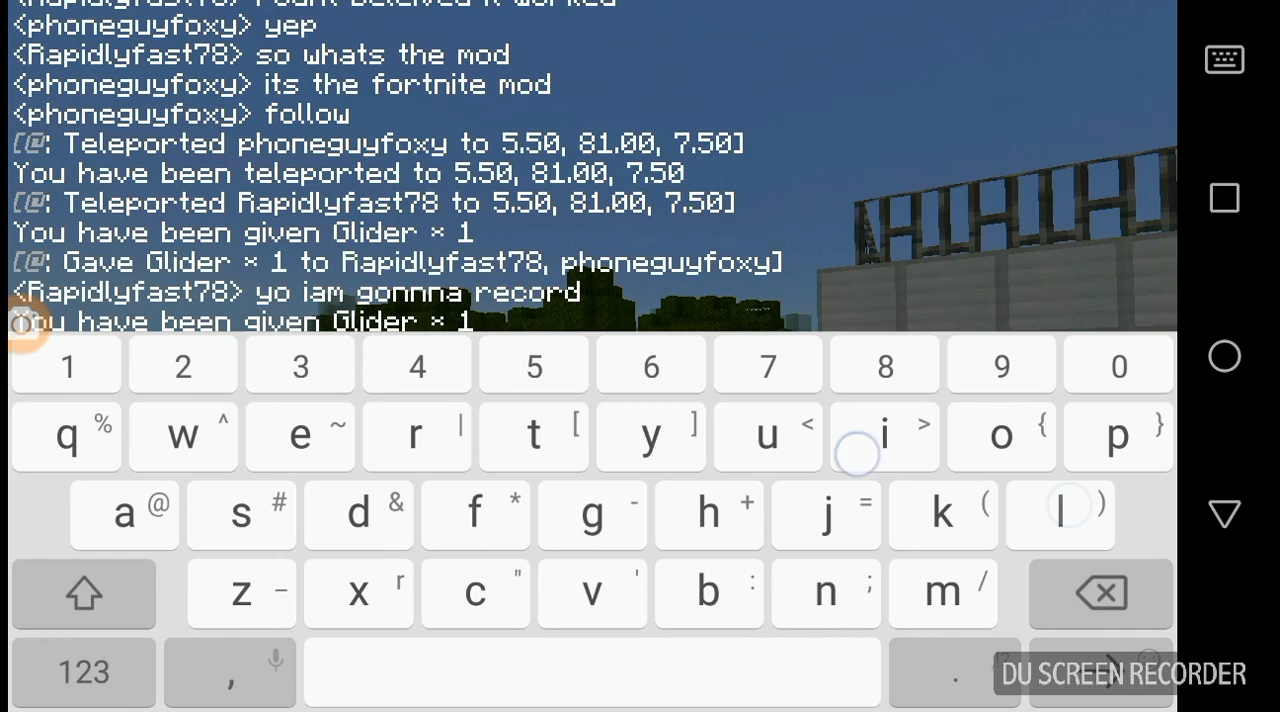 <phoneguyfoxy> yep
<Rapidlyfast78> so whats the mod
<phoneguyfoxy> its the fortnite mod
<phoneguyfoxy> follow
[@: Teleported phoneguyfoxy to 5.50, 81.00, 7.50]
You have been teleported to 5.50, 81.00, 7.50
[@: Teleported Rapidlyfast78 to 5.50, 81.00, 7.50]
You have been given Glider × 1
[@: Gave Glider × 1 to Rapidlyfast78, phoneguyfoxy]
<Rapidlyfast78> yo iam gonnna record
You have been given Glider × 1
1 2 3 4 5 6 7 8 9 0
q % w ^ e ~ r | t [ y ] u < i > o { p }
a @ s # d & f * g - h + j = k ( l )
z – x r c " v ' b : n ; m /
123 , . !?
DU SCREEN RECORDER